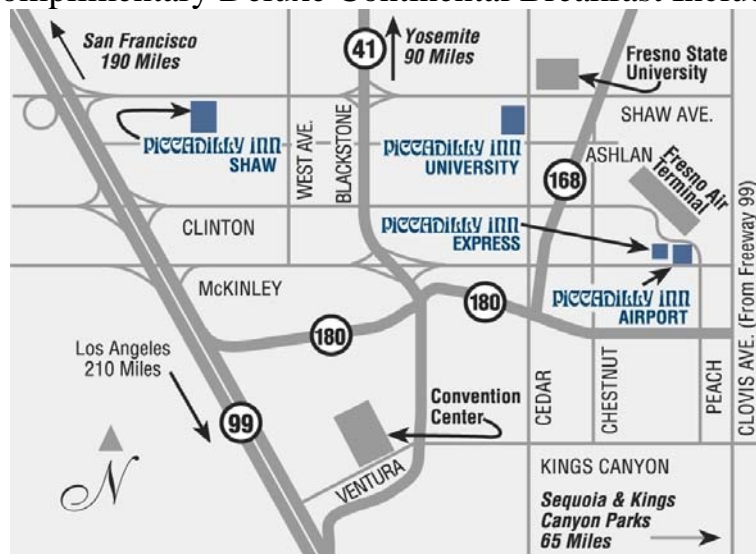 omplimentary Deluxe Continental Breakfast Includ
San Francisco
190 Miles
41
Yosemite
90 Miles
Fresno State
University
SHAW AVE.
PICCADILLY INN
SHAW
WEST AVE.
BLACKSTONE
PICCADILLY INN
UNIVERSITY
ASHLAN
168
Fresno Air
Terminal
CLINTON
PICCADILLY INN
EXPRESS
McKINLEY
PICCADILLY INN
AIRPORT
180
180
Los Angeles
210 Miles
99
Convention
Center
CEDAR
CHESTNUT
PEACH
CLOVIS AVE. (From Freeway 99)
N
VENTURA
KINGS CANYON
Sequoia & Kings
Canyon Parks
65 Miles